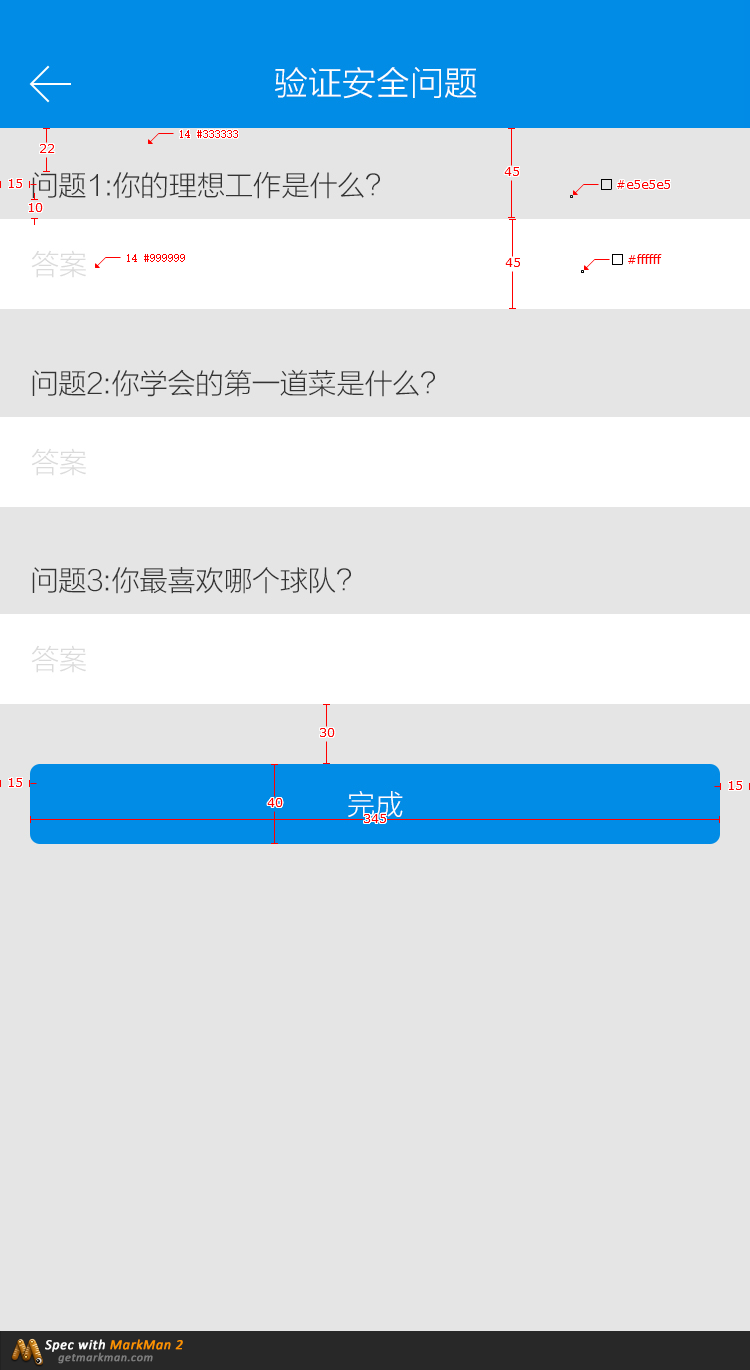 验证安全问题
14 #333333
22
45
15
问题1:你的理想工作是什么?
#e5e5e5
10
答案
14 #999999
45
#ffffff
问题2:你学会的第一道菜是什么?
答案
问题3:你最喜欢哪个球队?
答案
30
15
15
40
完成
345
Spec with MarkMan 2
getmarkman.com